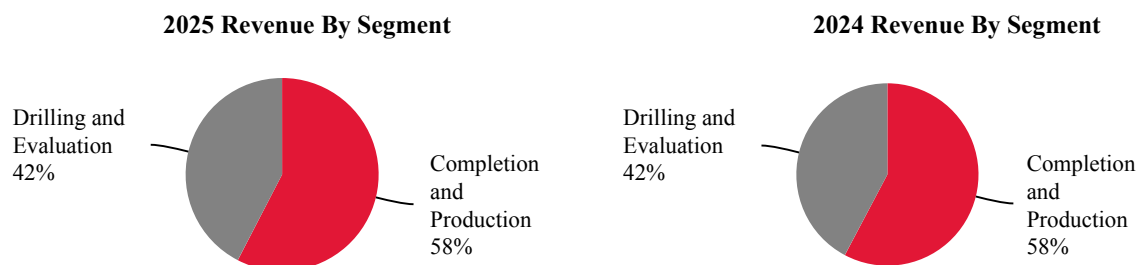 2025 Revenue By Segment
Drilling and
Evaluation
42%
Completion
and
Production
58%
2024 Revenue By Segment
Drilling and
Evaluation
42%
Completion
and
Production
58%